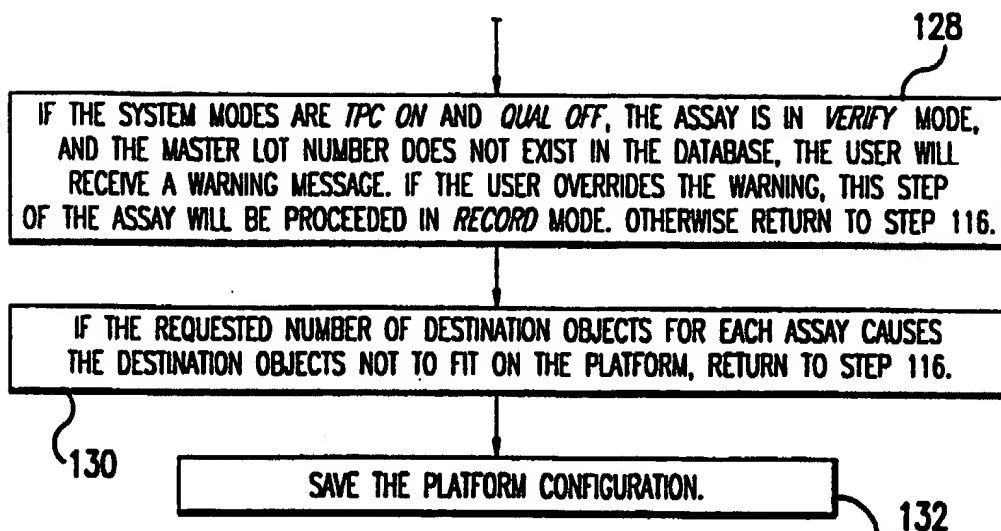 128
IF THE SYSTEM MODES ARE TPC ON AND QUAL OFF, THE ASSAY IS IN VERIFY MODE,
AND THE MASTER LOT NUMBER DOES NOT EXIST IN THE DATABASE, THE USER WILL
RECEIVE A WARNING MESSAGE. IF THE USER OVERRIDES THE WARNING, THIS STEP
OF THE ASSAY WILL BE PROCEEDED IN RECORD MODE. OTHERWISE RETURN TO STEP 116.
IF THE REQUESTED NUMBER OF DESTINATION OBJECTS FOR EACH ASSAY CAUSES
THE DESTINATION OBJECTS NOT TO FIT ON THE PLATFORM, RETURN TO STEP 116.
130
SAVE THE PLATFORM CONFIGURATION.
132